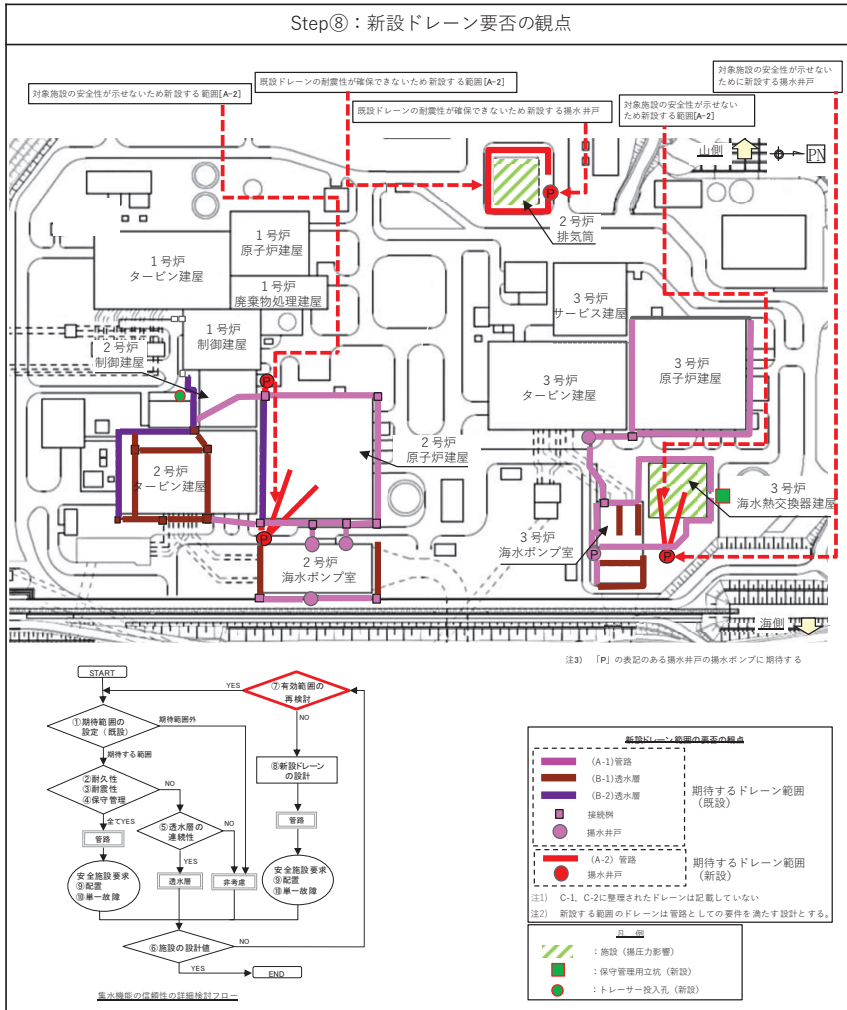 Step⑧：新設ドレーン要否の観点
対象施設の安全性が示せないため新設する範囲[A-2]
既設ドレーンの耐震性が確保できないため新設する範囲[A-2]
既設ドレーンの耐震性が確保できないため新設する揚水井戸
対象施設の安全性が示せない
ため新設する範囲[A-2]
対象施設の安全性が示せない
ために新設する揚水井戸
山側
PN
P
2号炉
排気筒
1号炉
原子炉建屋
1号炉
タービン建屋
1号炉
廃棄物処理建屋
1号炉
制御建屋
2号炉
制御建屋
3号炉
サービス建屋
3号炉
原子炉建屋
3号炉
タービン建屋
P
2号炉
原子炉建屋
2号炉
タービン建屋
3号炉
海水熱交換器建屋
P
2号炉
海水ポンプ室
3号炉
海水ポンプ室
P
P
海側
注3) 「P」の表記のある揚水井戸の揚水ポンプに期待する
START
①期待範囲の
設定（既設）
期待範囲外
期待する範囲
②耐久性
③耐震性
④保守管理
NO
全てYES
管路
⑤透水層の
連続性
NO
YES
透水層
非考慮
安全施設要求
⑨配置
⑩単一故障
⑥施設の設計値
NO
YES
END
YES
⑦有効範囲の
再検討
NO
⑧新設ドレーン
の設計
管路
安全施設要求
⑨配置
⑩単一故障
集水機能の信頼性の詳細検討フロー
新設ドレーン範囲の要否の観点
(A-1)管路
(B-1)透水層
(B-2)透水層
接続桝
揚水井戸
期待するドレーン範囲
（既設）
(A-2) 管路
揚水井戸
期待するドレーン範囲
（新設）
注1) C-1, C-2に整理されたドレーンは記載していない
注2) 新設する範囲のドレーンは管路としての要件を満たす設計とする。
凡 例
：施設（揚圧力影響）
：保守管理用立坑（新設）
：トレーサー投入孔（新設）